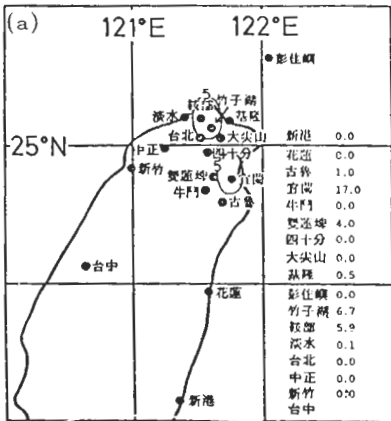 (a)
121°E 122°E
彭佳嶼
5
竹子湖
鞍部
淡水
基隆
台北
大尖山
25°N
中正
四十分
5
新竹
雙連埤
宜蘭
牛鬥
古魯
台中
花蓮
新港
新港 0.0
花蓮 0.0
古魯 1.0
宜蘭 17.0
牛鬥 0.0
雙連埤 4.0
四十分 0.0
大尖山 0.0
基隆 0.5
彭佳嶼 0.0
竹子湖 6.7
鞍部 5.9
淡水 0.1
台北 0.0
中正 0.0
新竹 0.0
台中